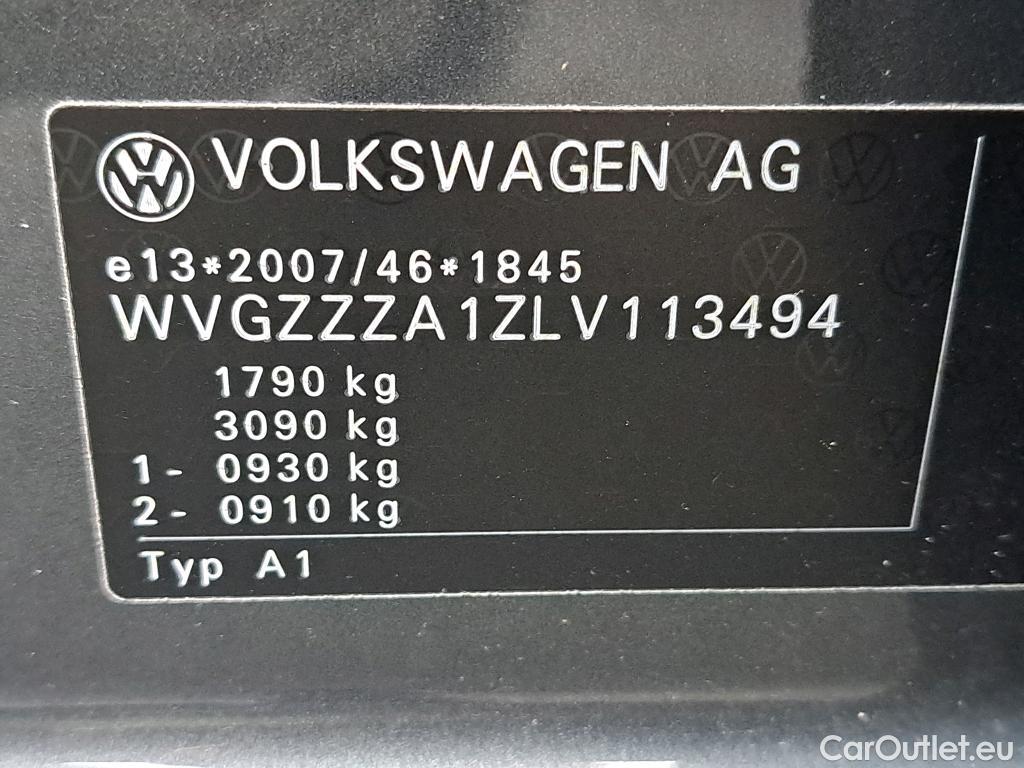 VOLKSWAGEN AG
e13*2007/46*1845
WVGZZZA1ZLV113494
1790 kg
3090 kg
1- 0930 kg
2- 0910 kg
Typ A1
CarOutlet.eu